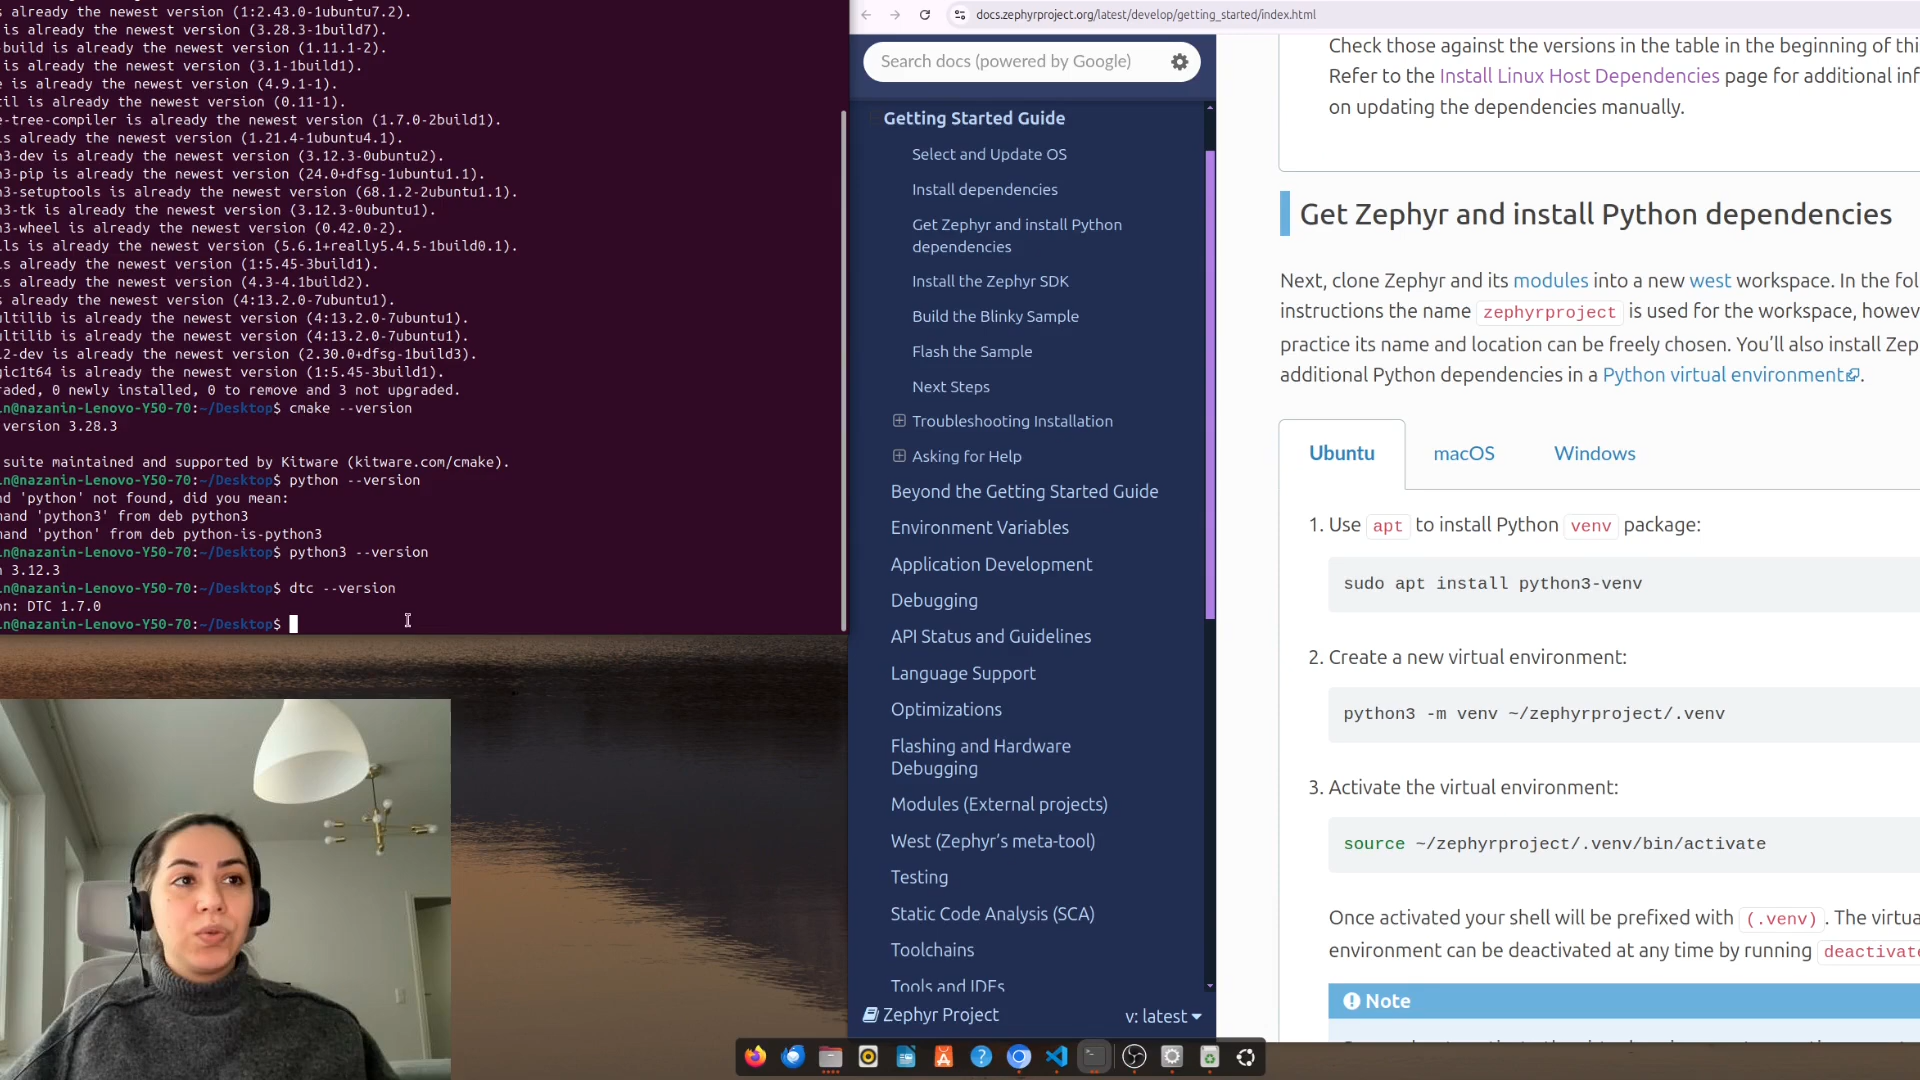 s already the newest version (1:2.43.0-1ubuntu7.2).
is already the newest version (3.28.3-1build7).
-build is already the newest version (1.11.1-2).
is already the newest version (3.1-1build1).
e is already the newest version (4.9.1-1).
til is already the newest version (0.11-1).
e-tree-compiler is already the newest version (1.7.0-2build1).
s already the newest version (1.21.4-1ubuntu4.1).
n3-dev is already the newest version (3.12.3-0ubuntu2).
n3-pip is already the newest version (24.0+dfsg-1ubuntu1.1).
n3-setuptools is already the newest version (68.1.2-2ubuntu1.1).
n3-tk is already the newest version (3.12.3-0ubuntu1).
n3-wheel is already the newest version (0.42.0-2).
ils is already the newest version (5.6.1+really5.4.5-1build0.1).
is already the newest version (1:5.45-3build1).
is already the newest version (4.3-4.1build2).
s already the newest version (4:13.2.0-7ubuntu1).
ultilib is already the newest version (4:13.2.0-7ubuntu1).
ultilib is already the newest version (4:13.2.0-7ubuntu1).
l2-dev is already the newest version (2.30.0+dfsg-1build3).
gic1t64 is already the newest version (1:5.45-3build1).
raded, 0 newly installed, 0 to remove and 3 not upgraded.
in@nazanin-Lenovo-Y50-70:~/Desktop$ cmake --version
version 3.28.3
suite maintained and supported by Kitware (kitware.com/cmake).
in@nazanin-Lenovo-Y50-70:~/Desktop$ python --version
nd 'python' not found, did you mean:
mand 'python3' from deb python3
mand 'python' from deb python-is-python3
in@nazanin-Lenovo-Y50-70:~/Desktop$ python3 --version
n 3.12.3
in@nazanin-Lenovo-Y50-70:~/Desktop$ dtc --version
on: DTC 1.7.0
in@nazanin-Lenovo-Y50-70:~/Desktop$
docs.zephyrproject.org/latest/develop/getting_started/index.html
Search docs (powered by Google)
Getting Started Guide
Select and Update OS
Install dependencies
Get Zephyr and install Python
dependencies
Install the Zephyr SDK
Build the Blinky Sample
Flash the Sample
Next Steps
Troubleshooting Installation
Asking for Help
Beyond the Getting Started Guide
Environment Variables
Application Development
Debugging
API Status and Guidelines
Language Support
Optimizations
Flashing and Hardware
Debugging
Modules (External projects)
West (Zephyr's meta-tool)
Testing
Static Code Analysis (SCA)
Toolchains
Tools and IDEs
Zephyr Project
v: latest
Check those against the versions in the table in the beginning of thi
Refer to the Install Linux Host Dependencies page for additional inf
on updating the dependencies manually.
Get Zephyr and install Python dependencies
Next, clone Zephyr and its modules into a new west workspace. In the fol
instructions the name zephyrproject is used for the workspace, howev
practice its name and location can be freely chosen. You'll also install Zep
additional Python dependencies in a Python virtual environment.
Ubuntu
macOS
Windows
1. Use apt to install Python venv package:
sudo apt install python3-venv
2. Create a new virtual environment:
python3 -m venv ~/zephyrproject/.venv
3. Activate the virtual environment:
source ~/zephyrproject/.venv/bin/activate
Once activated your shell will be prefixed with (.venv). The virtua
environment can be deactivated at any time by running deactivate
Note